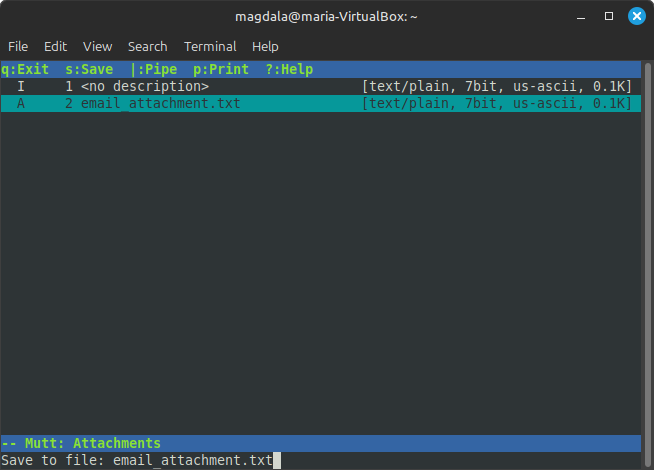 magdala@maria-VirtualBox: ~
File Edit View Search Terminal Help
q:Exit  s:Save  |:Pipe  p:Print  ?:Help
  I     1 <no description>                   [text/plain, 7bit, us-ascii, 0.1K]
  A     2 email_attachment.txt               [text/plain, 7bit, us-ascii, 0.1K]
-- Mutt: Attachments
Save to file: email_attachment.txt